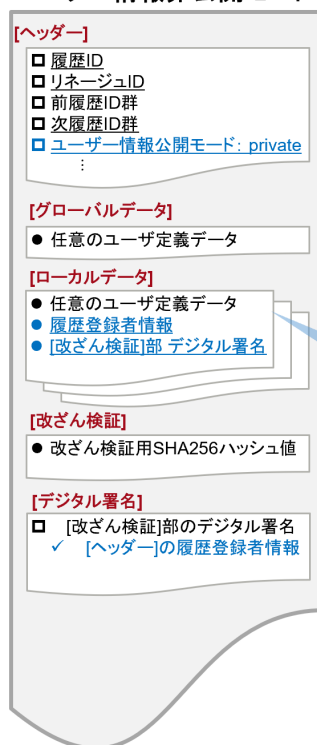 [ヘッダー]
履歴ID
リネージュID
前履歴ID群
次履歴ID群
ユーザー情報公開モード: private
⋮
[グローバルデータ]
● 任意のユーザ定義データ
[ローカルデータ]
● 任意のユーザ定義データ
● 履歴登録者情報
● [改ざん検証]部 デジタル署名
[改ざん検証]
● 改ざん検証用SHA256ハッシュ値
[デジタル署名]
[改ざん検証]部のデジタル署名
✓ [ヘッダー]の履歴登録者情報